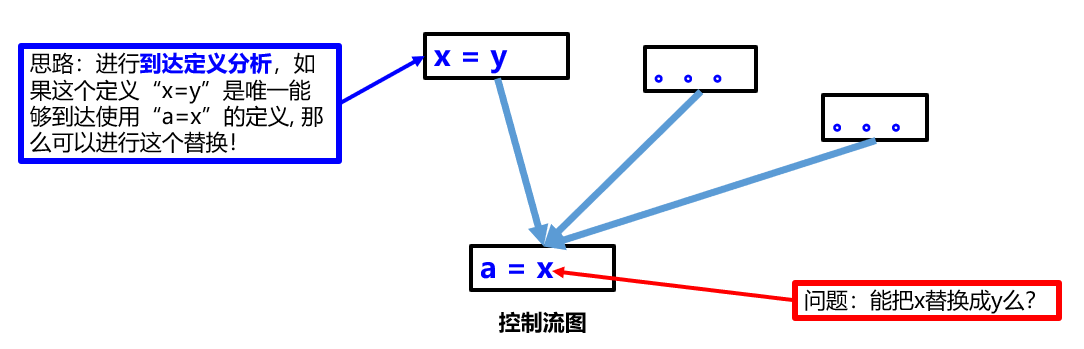 思路：进行到达定义分析，如
果这个定义“x=y”是唯一能
够到达使用“a=x”的定义, 那
么可以进行这个替换！
x = y
。。。
。。。
a = x
问题：能把x替换成y么？
控制流图